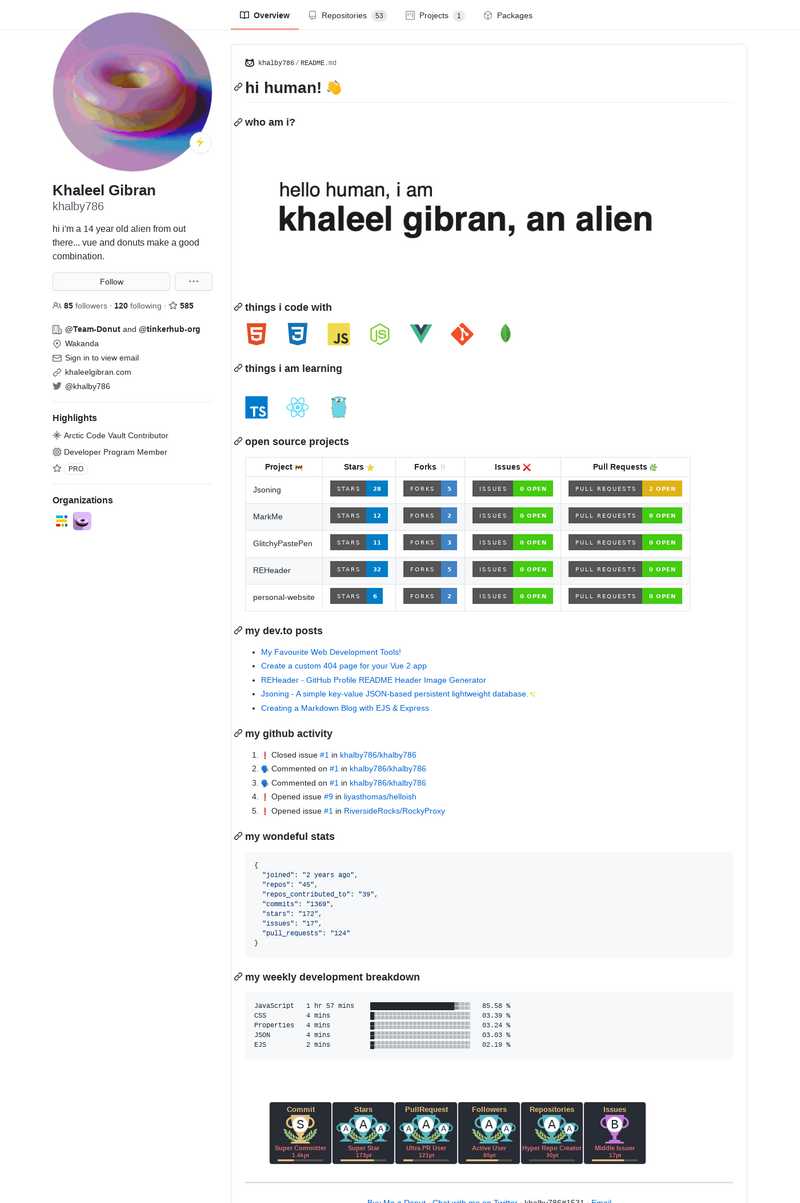 Overview Repositories 53 Projects 1 Packages
Khaleel Gibran
khalby786
hi i'm a 14 year old alien from out
there... vue and donuts make a good
combination.
Follow
85 followers · 120 following · 585
@Team-Donut and @tinkerhub-org
Wakanda
Sign in to view email
khaleelgibran.com
@khalby786
Highlights
Arctic Code Vault Contributor
Developer Program Member
PRO
Organizations
khalby786/README.md
hi human! 👋
who am i?
hello human, i am
khaleel gibran, an alien
things i code with
JS
JS
things i am learning
TS
open source projects
Project Stars Forks Issues Pull Requests
Jsoning STARS 28 FORKS 5 ISSUES 0 OPEN PULL REQUESTS 2 OPEN
MarkMe STARS 12 FORKS 2 ISSUES 0 OPEN PULL REQUESTS 0 OPEN
GlitchyPastePen STARS 11 FORKS 3 ISSUES 0 OPEN PULL REQUESTS 0 OPEN
REHeader STARS 32 FORKS 5 ISSUES 0 OPEN PULL REQUESTS 0 OPEN
personal-website STARS 6 FORKS 2 ISSUES 0 OPEN PULL REQUESTS 0 OPEN
my dev.to posts
My Favourite Web Development Tools!
Create a custom 404 page for your Vue 2 app
REHeader - GitHub Profile README Header Image Generator
Jsoning - A simple key-value JSON-based persistent lightweight database.✨
Creating a Markdown Blog with EJS & Express
my github activity
1. ❗ Closed issue #1 in khalby786/khalby786
2. 🗣 Commented on #1 in khalby786/khalby786
3. 🗣 Commented on #1 in khalby786/khalby786
4. ❗ Opened issue #9 in liyasthomas/helloish
5. ❗ Opened issue #1 in RiversideRocks/RockyProxy
my wondeful stats
{
"joined": "2 years ago",
"repos": "45",
"repos_contributed_to": "39",
"commits": "1369",
"stars": "172",
"issues": "17",
"pull_requests": "124"
}
my weekly development breakdown
JavaScript 1 hr 57 mins 85.58 %
CSS 4 mins 03.39 %
Properties 4 mins 03.24 %
JSON 4 mins 03.03 %
EJS 2 mins 02.19 %
Commit Stars PullRequest Followers Repositories Issues
S A A A A A A A A A A B
Super Committer Super Star Ultra PR User Active User Hyper Repo Creator Middle Issuer
1.4kpt 173pt 121pt 85pt 30pt 17pt